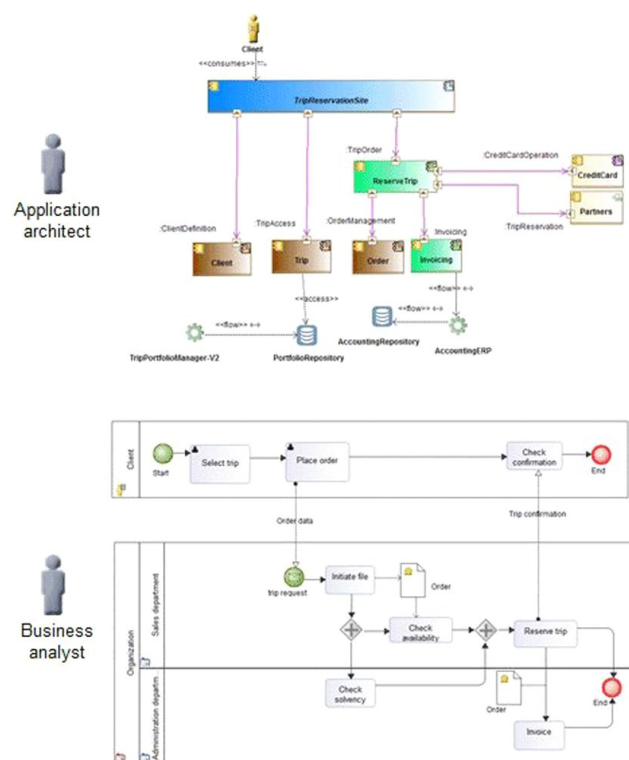 Client
<<consumes>>
TripReservationSite
:TripOrder
:CreditCardOperation
ReserveTrip
CreditCard
Application
architect
Partners
:ClientDefinition
:TripAccess
:OrderManagement
:Invoicing
:TripReservation
Client
Trip
Order
Invoicing
<<access>>
<<flow>>
<<flow>>
<<flow>>
TripPortfolioManager-V2
PortfolioRepository
AccountingRepository
AccountingERP
Client
Start
Select trip
Place order
Check
confirmation
End
Order data
Trip confirmation
Business
analyst
Organization
Sales department
trip request
Initiate file
Order
Check
availability
Reserve trip
Administration departm.
Check
solvency
Order
Invoice
End